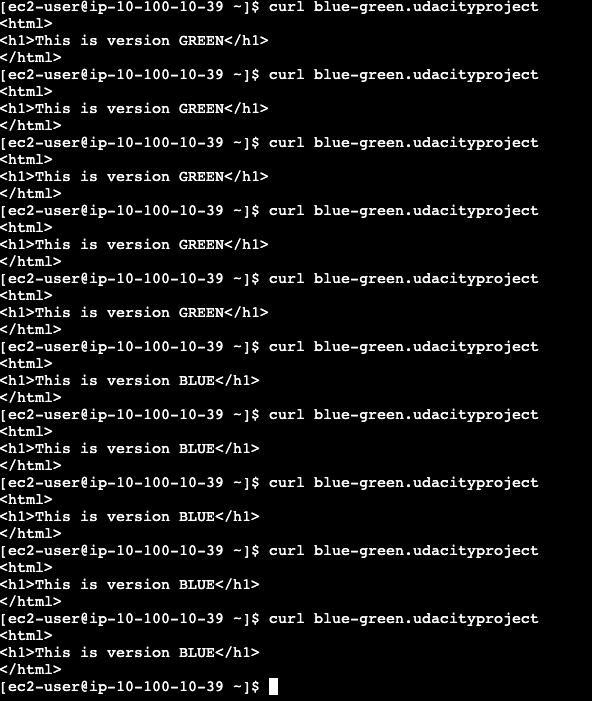 [ec2-user@ip-10-100-10-39 ~]$ curl blue-green.udacityproject
<html>
<h1>This is version GREEN</h1>
</html>
[ec2-user@ip-10-100-10-39 ~]$ curl blue-green.udacityproject
<html>
<h1>This is version GREEN</h1>
</html>
[ec2-user@ip-10-100-10-39 ~]$ curl blue-green.udacityproject
<html>
<h1>This is version GREEN</h1>
</html>
[ec2-user@ip-10-100-10-39 ~]$ curl blue-green.udacityproject
<html>
<h1>This is version GREEN</h1>
</html>
[ec2-user@ip-10-100-10-39 ~]$ curl blue-green.udacityproject
<html>
<h1>This is version GREEN</h1>
</html>
[ec2-user@ip-10-100-10-39 ~]$ curl blue-green.udacityproject
<html>
<h1>This is version BLUE</h1>
</html>
[ec2-user@ip-10-100-10-39 ~]$ curl blue-green.udacityproject
<html>
<h1>This is version BLUE</h1>
</html>
[ec2-user@ip-10-100-10-39 ~]$ curl blue-green.udacityproject
<html>
<h1>This is version BLUE</h1>
</html>
[ec2-user@ip-10-100-10-39 ~]$ curl blue-green.udacityproject
<html>
<h1>This is version BLUE</h1>
</html>
[ec2-user@ip-10-100-10-39 ~]$ curl blue-green.udacityproject
<html>
<h1>This is version BLUE</h1>
</html>
[ec2-user@ip-10-100-10-39 ~]$